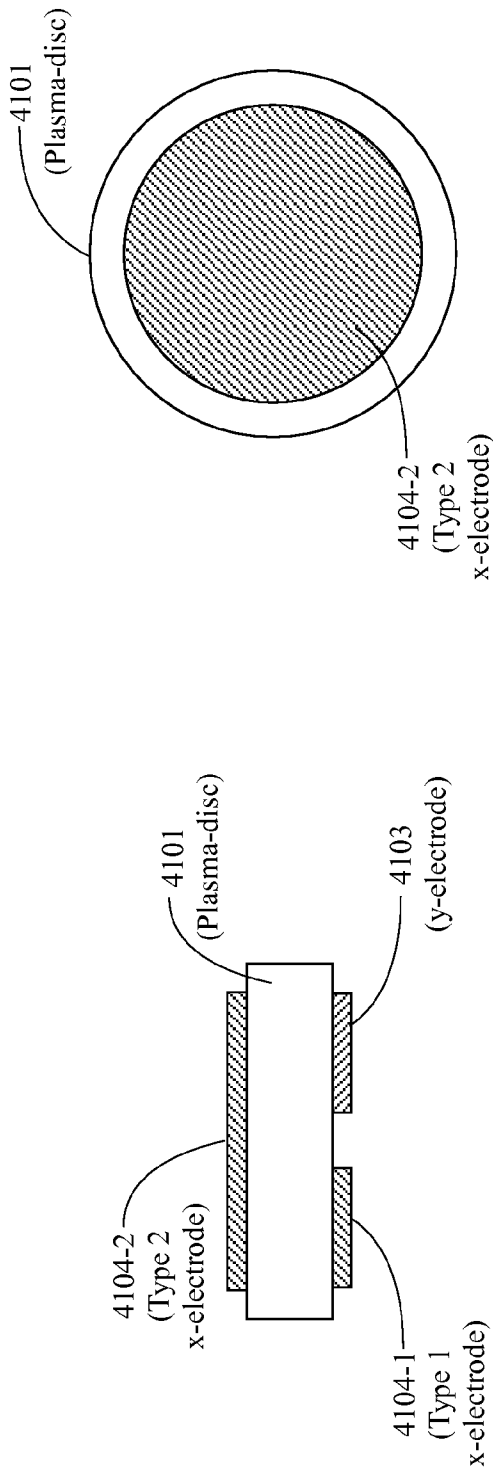 4104-2
(Type 2
x-electrode)
4101
(Plasma-disc)
4104-1
(Type 1
x-electrode)
4103
(y-electrode)
4101
(Plasma-disc)
4104-2
(Type 2
x-electrode)